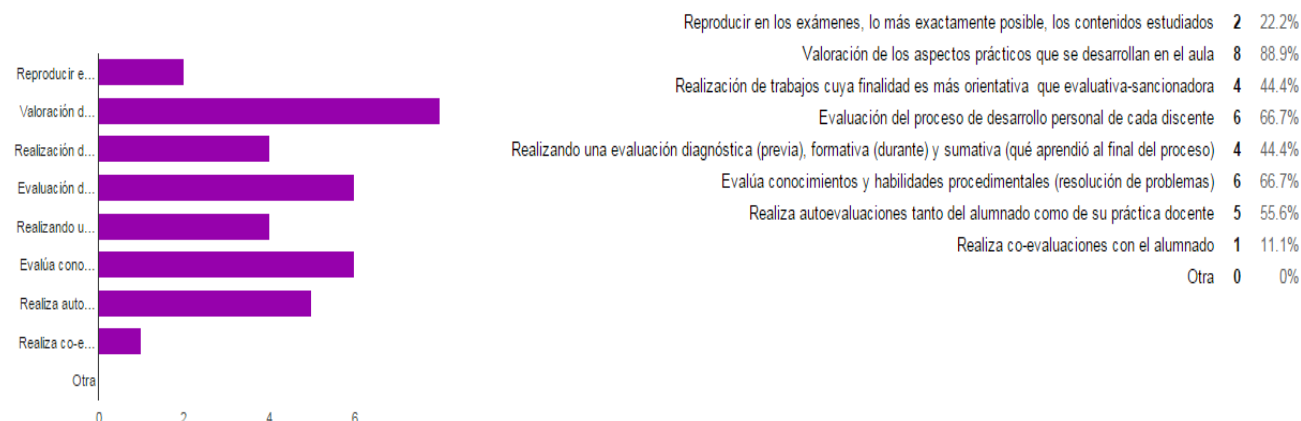 Reproducir e...
Valoración d...
Realización d...
Evaluación d...
Realizando u...
Evalúa cono...
Realiza auto...
Realiza co-e...
Otra
0 2 4 6
Reproducir en los exámenes, lo más exactamente posible, los contenidos estudiados 2 22.2%
Valoración de los aspectos prácticos que se desarrollan en el aula 8 88.9%
Realización de trabajos cuya finalidad es más orientativa que evaluativa-sancionadora 4 44.4%
Evaluación del proceso de desarrollo personal de cada discente 6 66.7%
Realizando una evaluación diagnóstica (previa), formativa (durante) y sumativa (qué aprendió al final del proceso) 4 44.4%
Evalúa conocimientos y habilidades procedimentales (resolución de problemas) 6 66.7%
Realiza autoevaluaciones tanto del alumnado como de su práctica docente 5 55.6%
Realiza co-evaluaciones con el alumnado 1 11.1%
Otra 0 0%